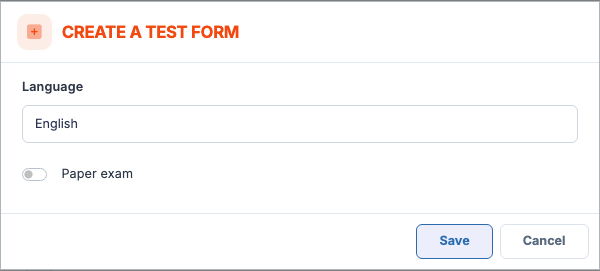 CREATE A TEST FORM
Language
English
Paper exam
Save
Cancel